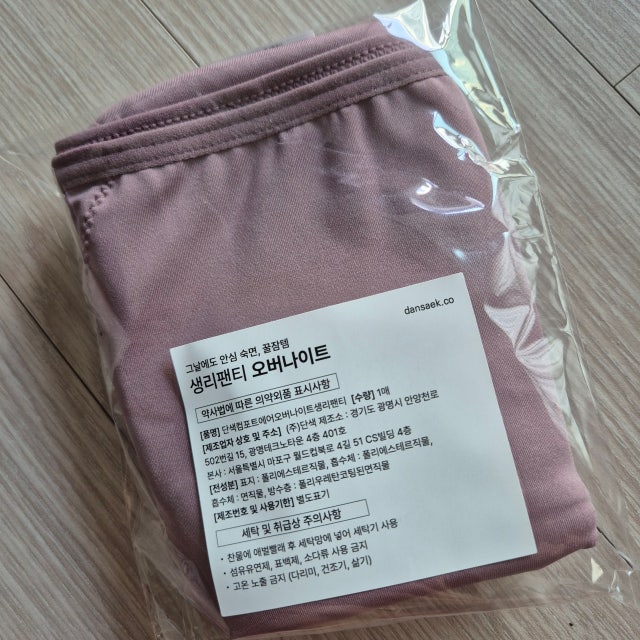 dansaek.co
그날에도 안심 숙면, 꿀잠템
생리팬티 오버나이트
약사법에 따른 의약외품 표시사항
[품명] 단색컴포트에어오버나이트생리팬티 [수량] 1매
[제조업자 상호 및 주소] (주)단색 제조소 : 경기도 광명시 안양천로
502번길 15, 광명테크노타운 4층 401호
본사 : 서울특별시 마포구 월드컵북로 4길 51 CS빌딩 4층
[전성분] 표지 : 폴리에스테르직물, 흡수체 : 폴리에스테르직물,
흡수체 : 면직물, 방수층 : 폴리우레탄코팅된면직물
[제조번호 및 사용기한] 별도표기
세탁 및 취급상 주의사항
• 찬물에 애벌빨래 후 세탁망에 넣어 세탁기 사용
• 섬유유연제, 표백제, 소다류 사용 금지
• 고온 노출 금지 (다리미, 건조기, 삶기)